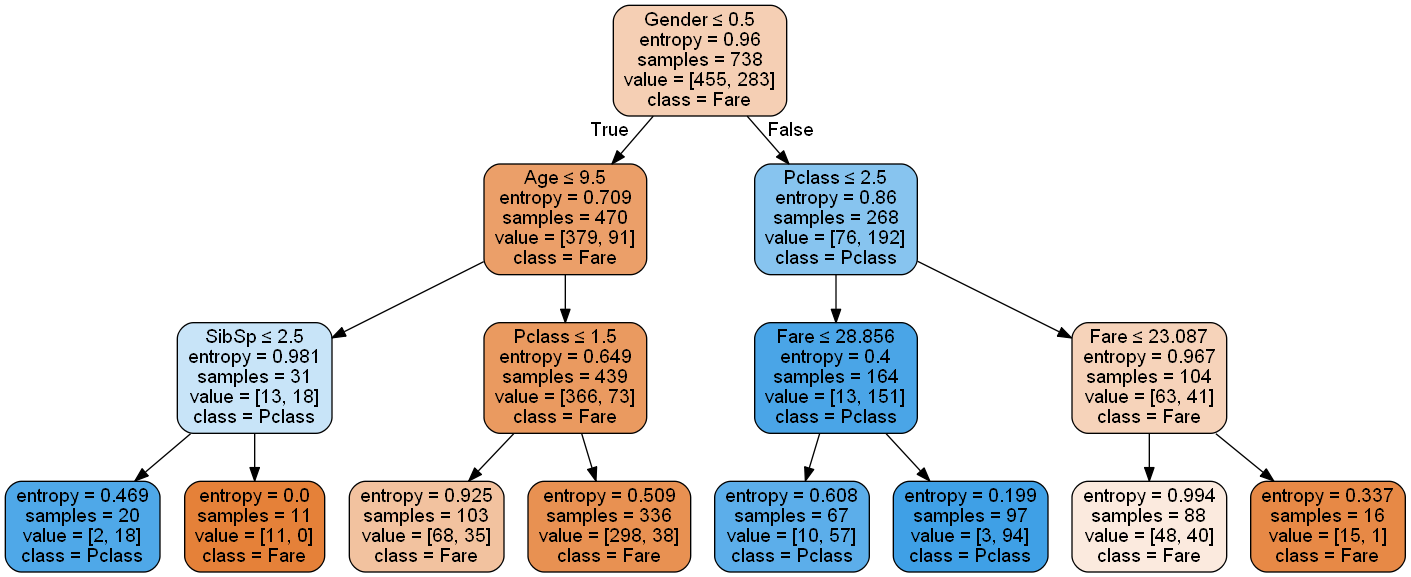 Gender ≤ 0.5
entropy = 0.96
samples = 738
value = [455, 283]
class = Fare
True
False
Age ≤ 9.5
entropy = 0.709
samples = 470
value = [379, 91]
class = Fare
Pclass ≤ 2.5
entropy = 0.86
samples = 268
value = [76, 192]
class = Pclass
SibSp ≤ 2.5
entropy = 0.981
samples = 31
value = [13, 18]
class = Pclass
Pclass ≤ 1.5
entropy = 0.649
samples = 439
value = [366, 73]
class = Fare
Fare ≤ 28.856
entropy = 0.4
samples = 164
value = [13, 151]
class = Pclass
Fare ≤ 23.087
entropy = 0.967
samples = 104
value = [63, 41]
class = Fare
entropy = 0.469
samples = 20
value = [2, 18]
class = Pclass
entropy = 0.0
samples = 11
value = [11, 0]
class = Fare
entropy = 0.925
samples = 103
value = [68, 35]
class = Fare
entropy = 0.509
samples = 336
value = [298, 38]
class = Fare
entropy = 0.608
samples = 67
value = [10, 57]
class = Pclass
entropy = 0.199
samples = 97
value = [3, 94]
class = Pclass
entropy = 0.994
samples = 88
value = [48, 40]
class = Fare
entropy = 0.337
samples = 16
value = [15, 1]
class = Fare